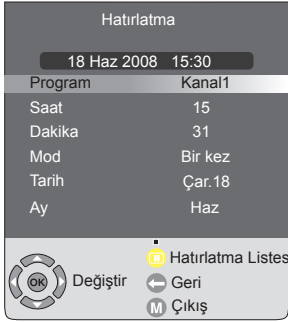 Hatırlatma
18 Haz 2008 15:30
Program Kanal1
Saat 15
Dakika 31
Mod Bir kez
Tarih Çar.18
Ay Haz
Hatırlatma Listes
OK Değiştir Geri
M Çıkış